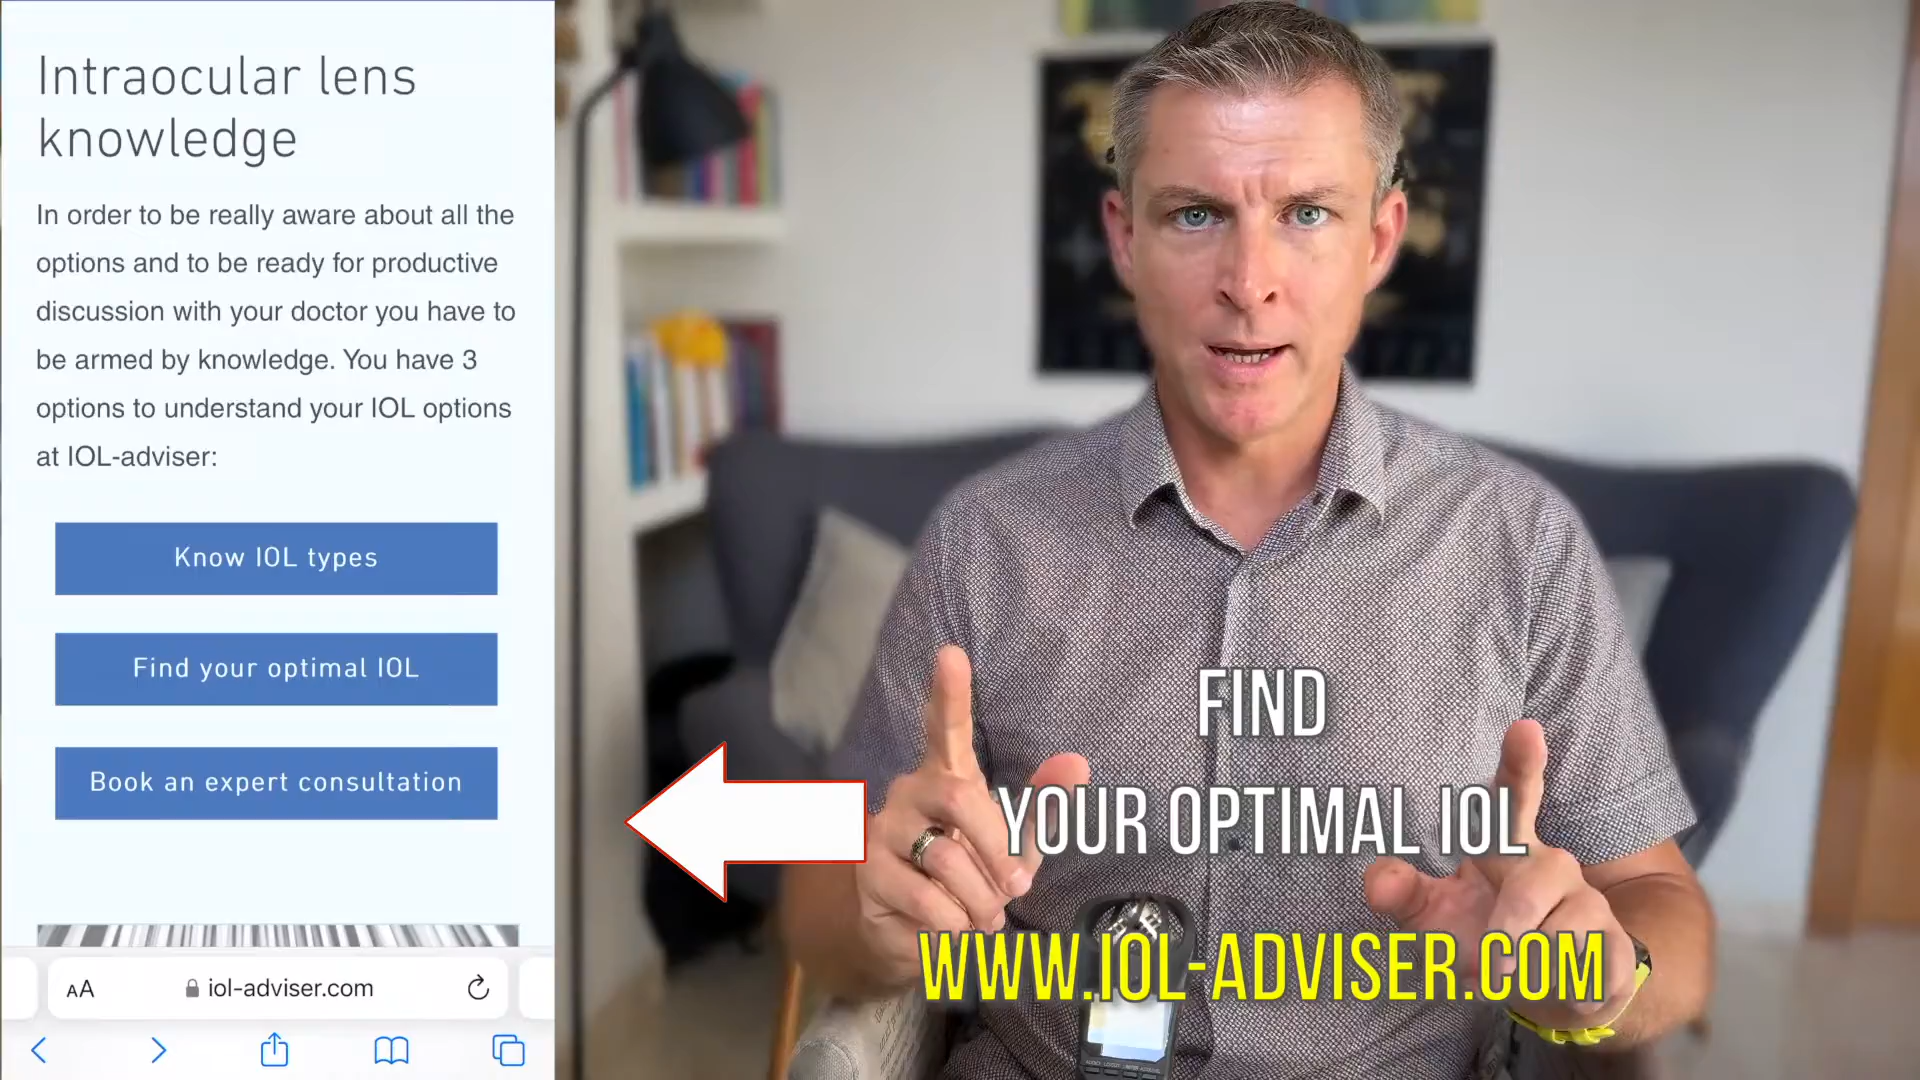 Intraocular lens
knowledge
In order to be really aware about all the
options and to be ready for productive
discussion with your doctor you have to
be armed by knowledge. You have 3
options to understand your IOL options
at IOL-adviser:
Know IOL types
Find your optimal IOL
Book an expert consultation
AA
iol-adviser.com
FIND
YOUR OPTIMAL IOL
WWW.IOL-ADVISER.COM